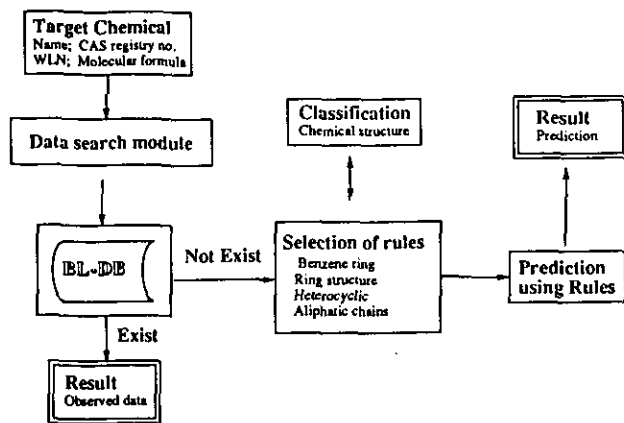 Target Chemical
Name; CAS registry no.
WLN; Molecular formula
Data search module
BL-DB
Not Exist
Exist
Result
Observed data
Classification
Chemical structure
Selection of rules
Benzene ring
Ring structure
Heterocyclic
Aliphatic chains
Prediction
using Rules
Result
Prediction